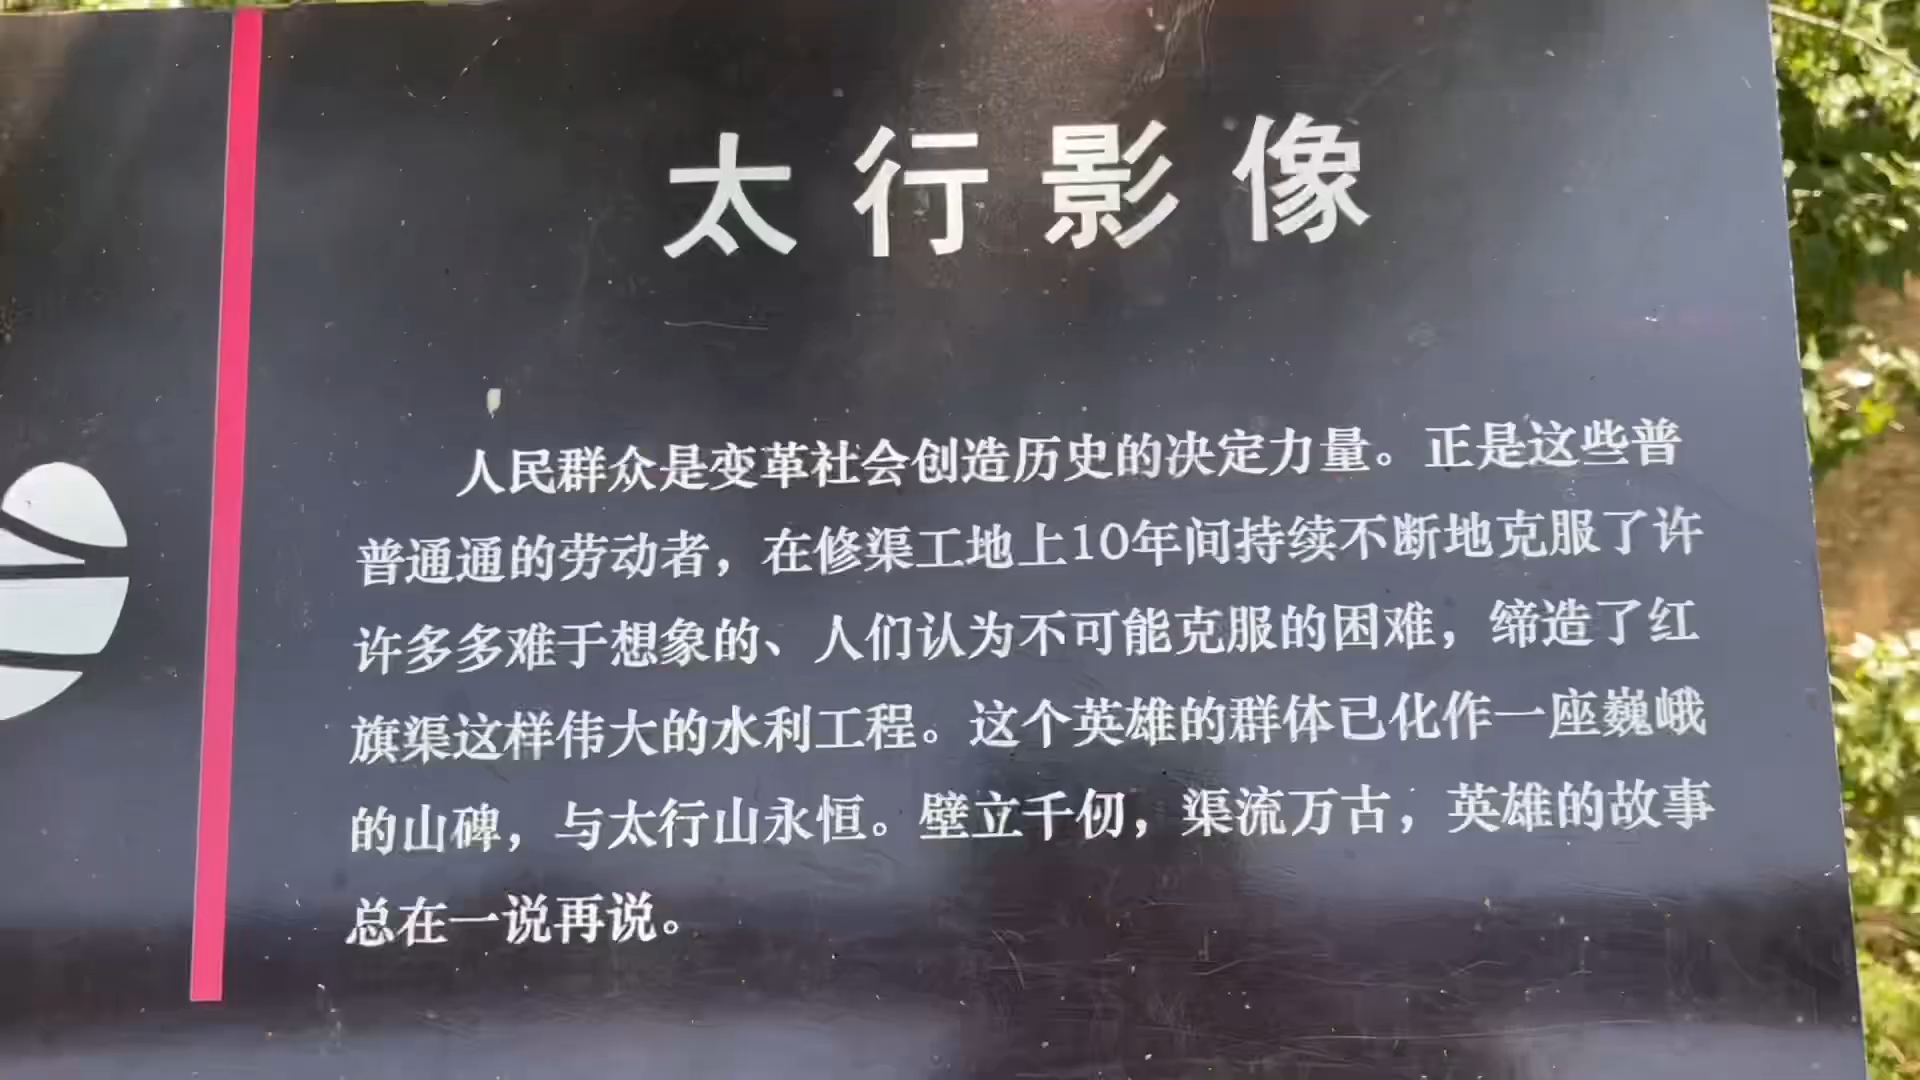 太行影像
人民群众是变革社会创造历史的决定力量。正是这些普
普通通的劳动者，在修渠工地上10年间持续不断地克服了许
许多多难于想象的、人们认为不可能克服的困难，缔造了红
旗渠这样伟大的水利工程。这个英雄的群体已化作一座巍峨
的山碑，与太行山永恒。壁立千仞，渠流万古，英雄的故事
总在一说再说。